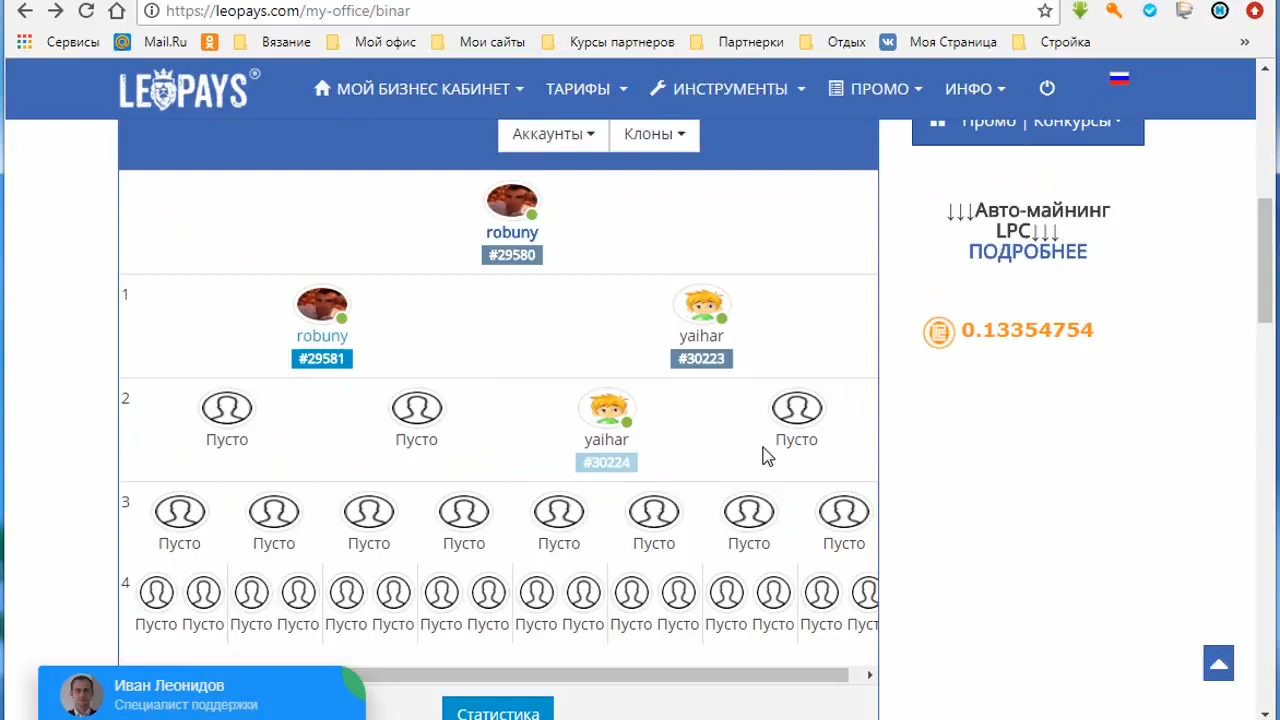 https://leopays.com/my-office/binar
Сервисы Mail.Ru Вязание Мой офис Мои сайты Курсы партнеров Партнерки Отдых Моя Страница Стройка »
LEOPAYS® МОЙ БИЗНЕС КАБИНЕТ ТАРИФЫ ИНСТРУМЕНТЫ ПРОМО ИНФО
Аккаунты Клоны
Промо | Конкурсы
robuny
#29580
↓↓↓Авто-майнинг
LPC↓↓↓
ПОДРОБНЕЕ
0.13354754
1
robuny yaihar
#29581 #30223
2
Пусто Пусто yaihar Пусто
#30224
3
Пусто Пусто Пусто Пусто Пусто Пусто Пусто Пусто
4
Пусто Пусто Пусто Пусто Пусто Пусто Пусто Пусто Пусто Пусто Пусто Пусто Пусто Пусто Пусто Пуст
Иван Леонидов
Специалист поддержки
Статистика